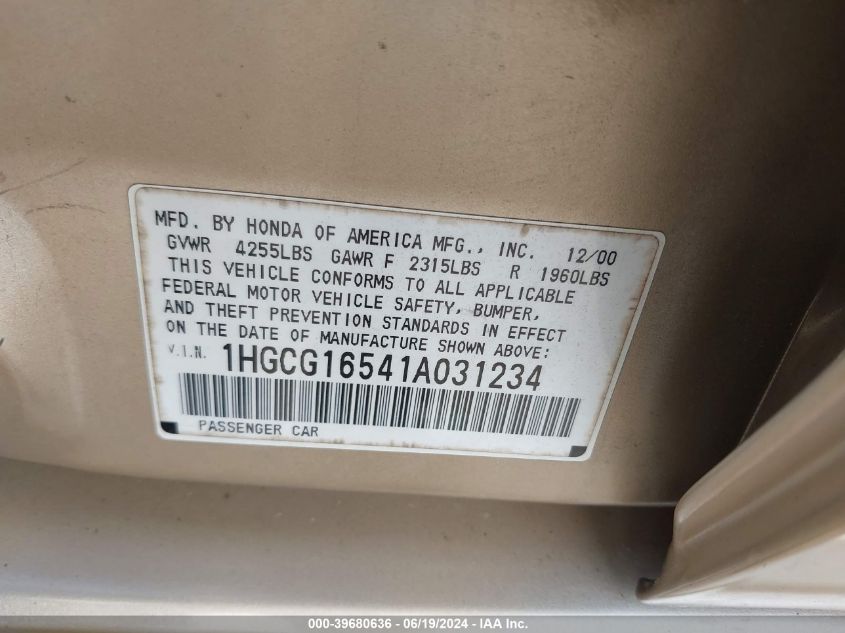 MFD. BY HONDA OF AMERICA MFG., INC. 12/00
GVWR 4255LBS GAWR F 2315LBS R 1960LBS
THIS VEHICLE CONFORMS TO ALL APPLICABLE
FEDERAL MOTOR VEHICLE SAFETY, BUMPER,
AND THEFT PREVENTION STANDARDS IN EFFECT
ON THE DATE OF MANUFACTURE SHOWN ABOVE:
V.I.N. 1HGCG16541A031234
PASSENGER CAR
000-39680636 - 06/19/2024 - IAA Inc.